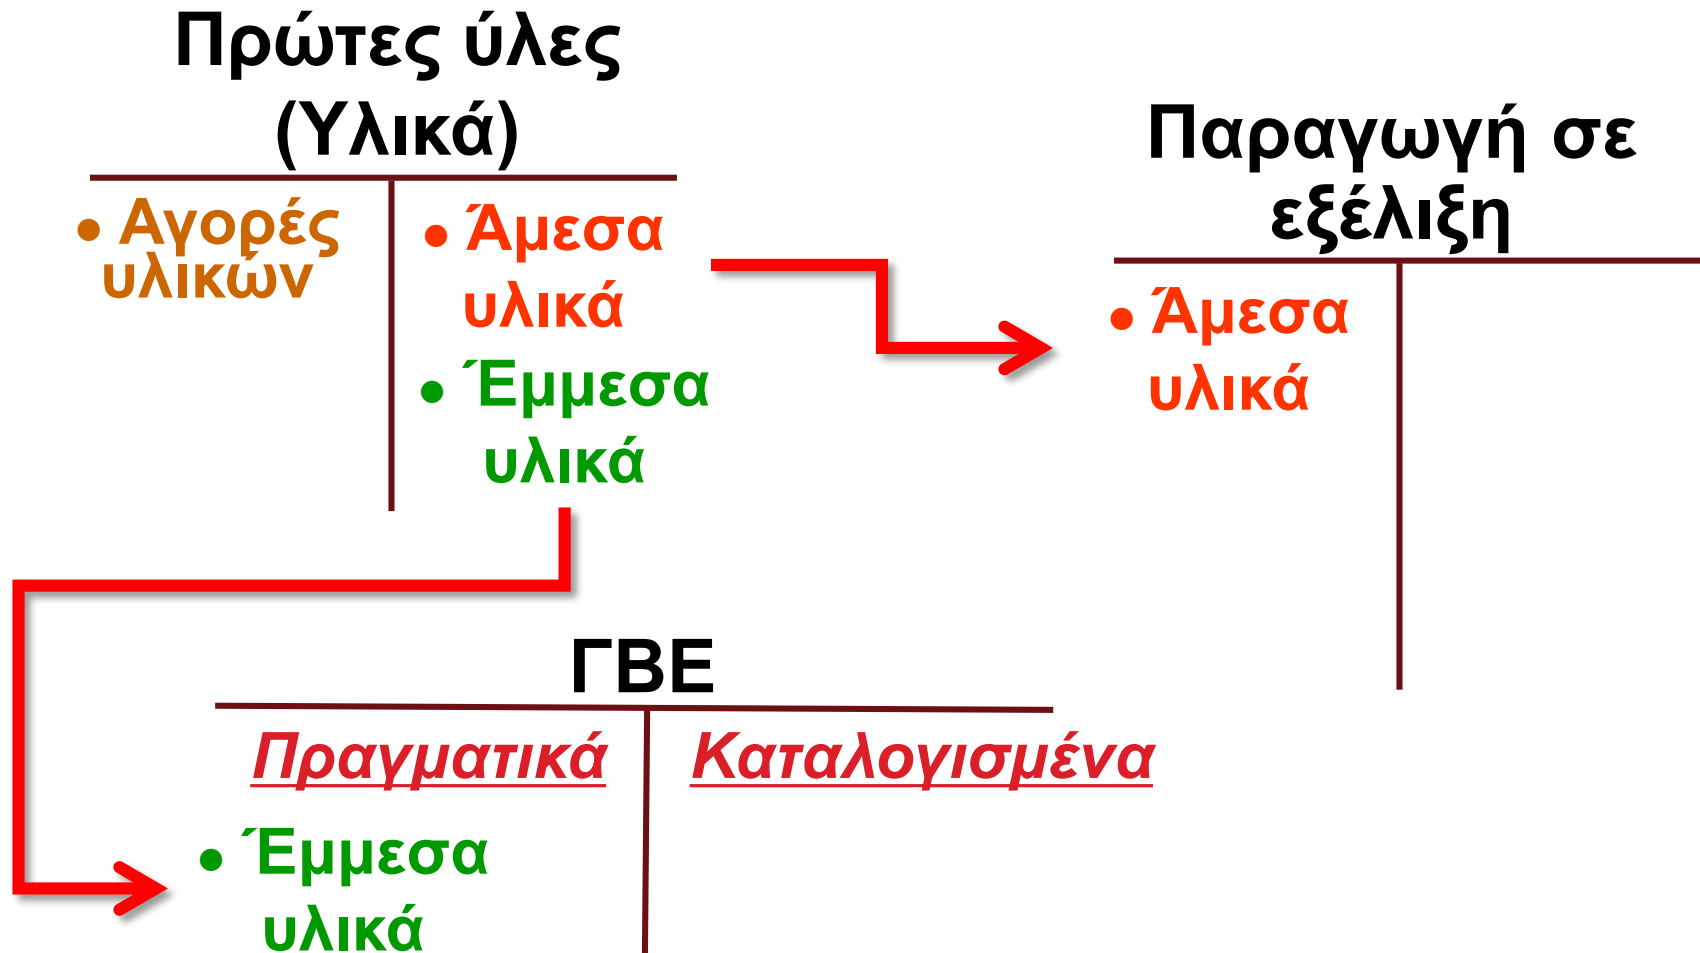 Πρώτες ύλες
(Υλικά)
• Αγορές
υλικών
• Άμεσα
υλικά
• Έμμεσα
υλικά
Παραγωγή σε
εξέλιξη
• Άμεσα
υλικά
ΓΒΕ
Πραγματικά
Καταλογισμένα
• Έμμεσα
υλικά